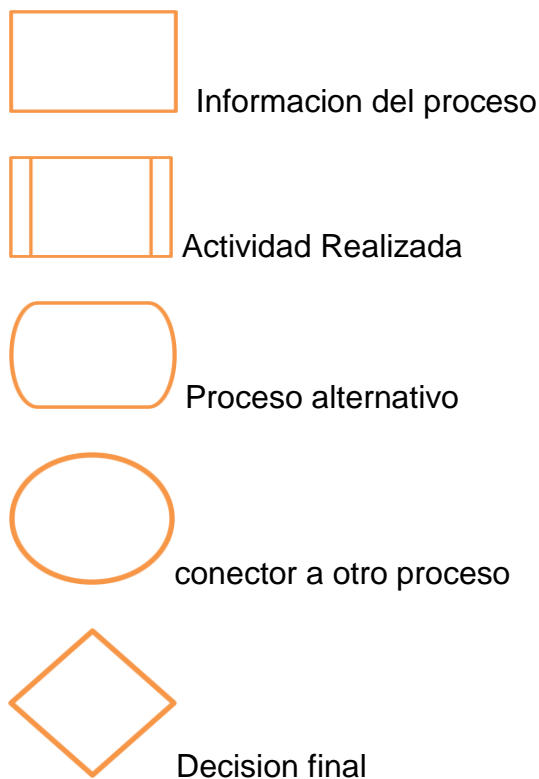 Informacion del proceso
Actividad Realizada
Proceso alternativo
conector a otro proceso
Decision final